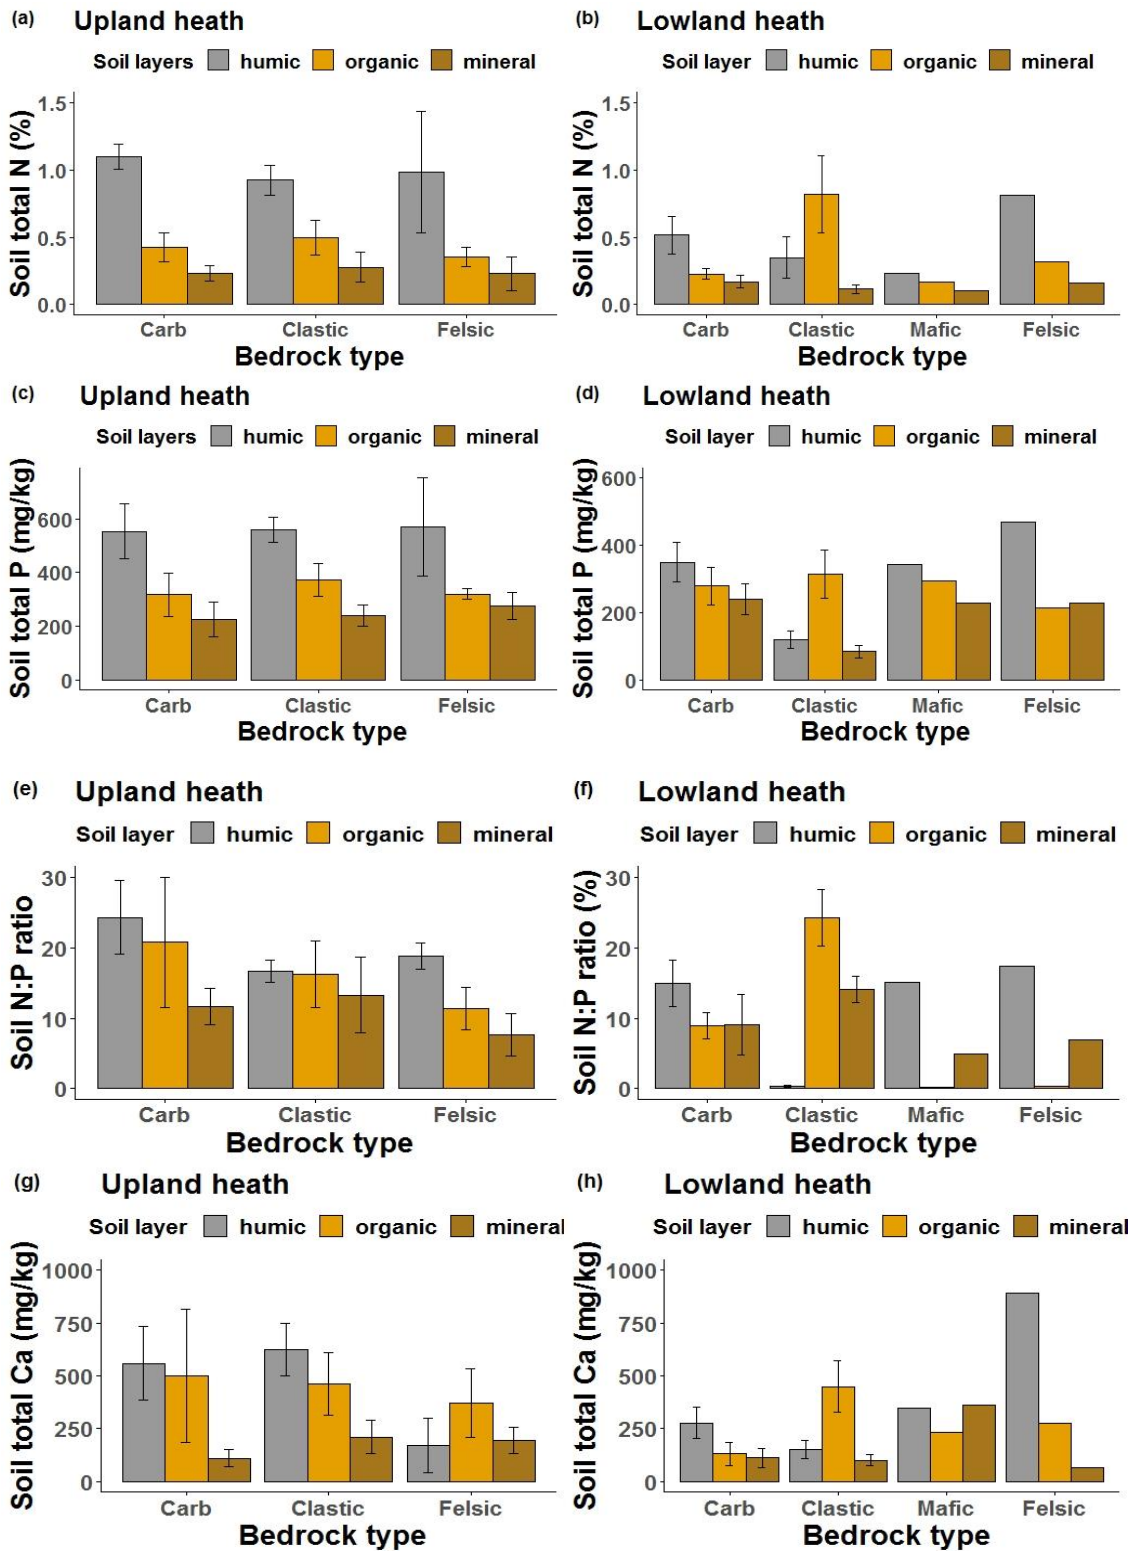 (a) Upland heath
Soil layers humic organic mineral
Soil total N (%)
1.5
1.0
0.5
0.0
Carb Clastic Felsic
Bedrock type
(b) Lowland heath
Soil layer humic organic mineral
Soil total N (%)
1.5
1.0
0.5
0.0
Carb Clastic Mafic Felsic
Bedrock type
(c) Upland heath
Soil layers humic organic mineral
Soil total P (mg/kg)
600
400
200
0
Carb Clastic Felsic
Bedrock type
(d) Lowland heath
Soil layer humic organic mineral
Soil total P (mg/kg)
600
400
200
0
Carb Clastic Mafic Felsic
Bedrock type
(e) Upland heath
Soil layer humic organic mineral
Soil N:P ratio
30
20
10
0
Carb Clastic Felsic
Bedrock type
(f) Lowland heath
Soil layer humic organic mineral
Soil N:P ratio (%)
30
20
10
0
Carb Clastic Mafic Felsic
Bedrock type
(g) Upland heath
Soil layer humic organic mineral
Soil total Ca (mg/kg)
1000
750
500
250
0
Carb Clastic Felsic
Bedrock type
(h) Lowland heath
Soil layer humic organic mineral
Soil total Ca (mg/kg)
1000
750
500
250
0
Carb Clastic Mafic Felsic
Bedrock type